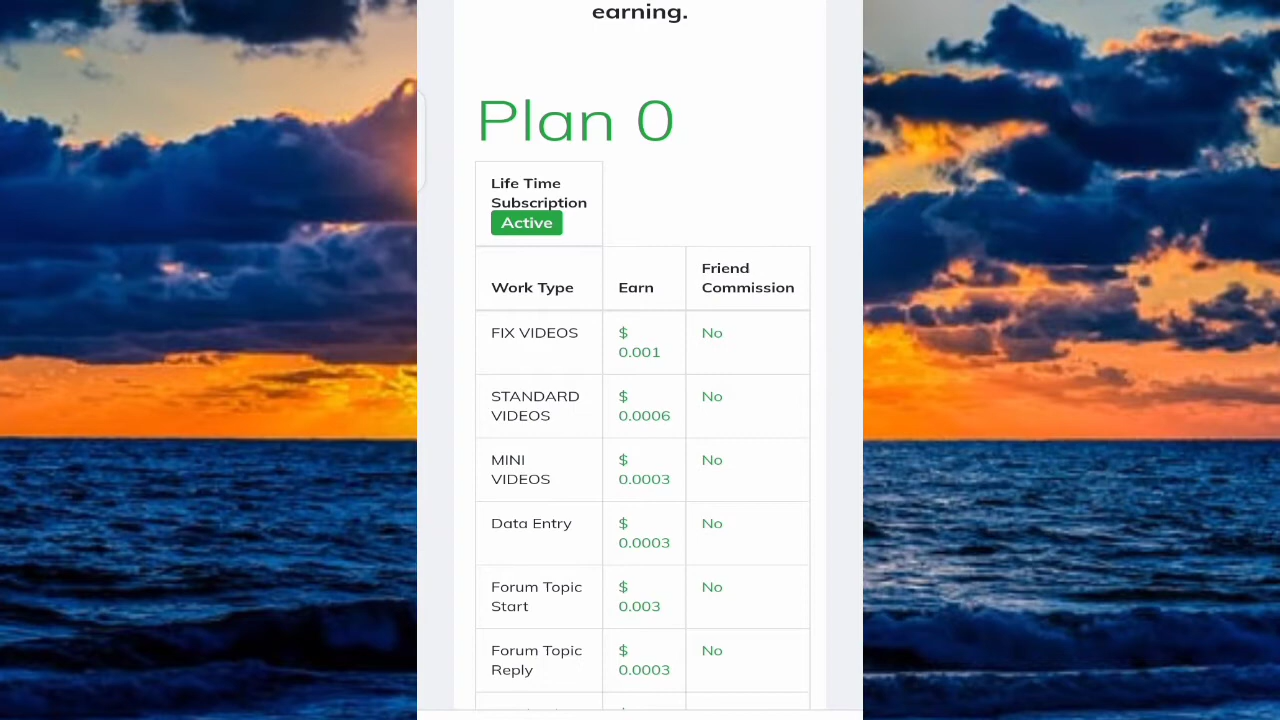 earning.
Plan 0
Life Time
Subscription
Active
Work Type Earn Friend
Commission
FIX VIDEOS $
0.001 No
STANDARD
VIDEOS $
0.0006 No
MINI
VIDEOS $
0.0003 No
Data Entry $
0.0003 No
Forum Topic
Start $
0.003 No
Forum Topic
Reply $
0.0003 No